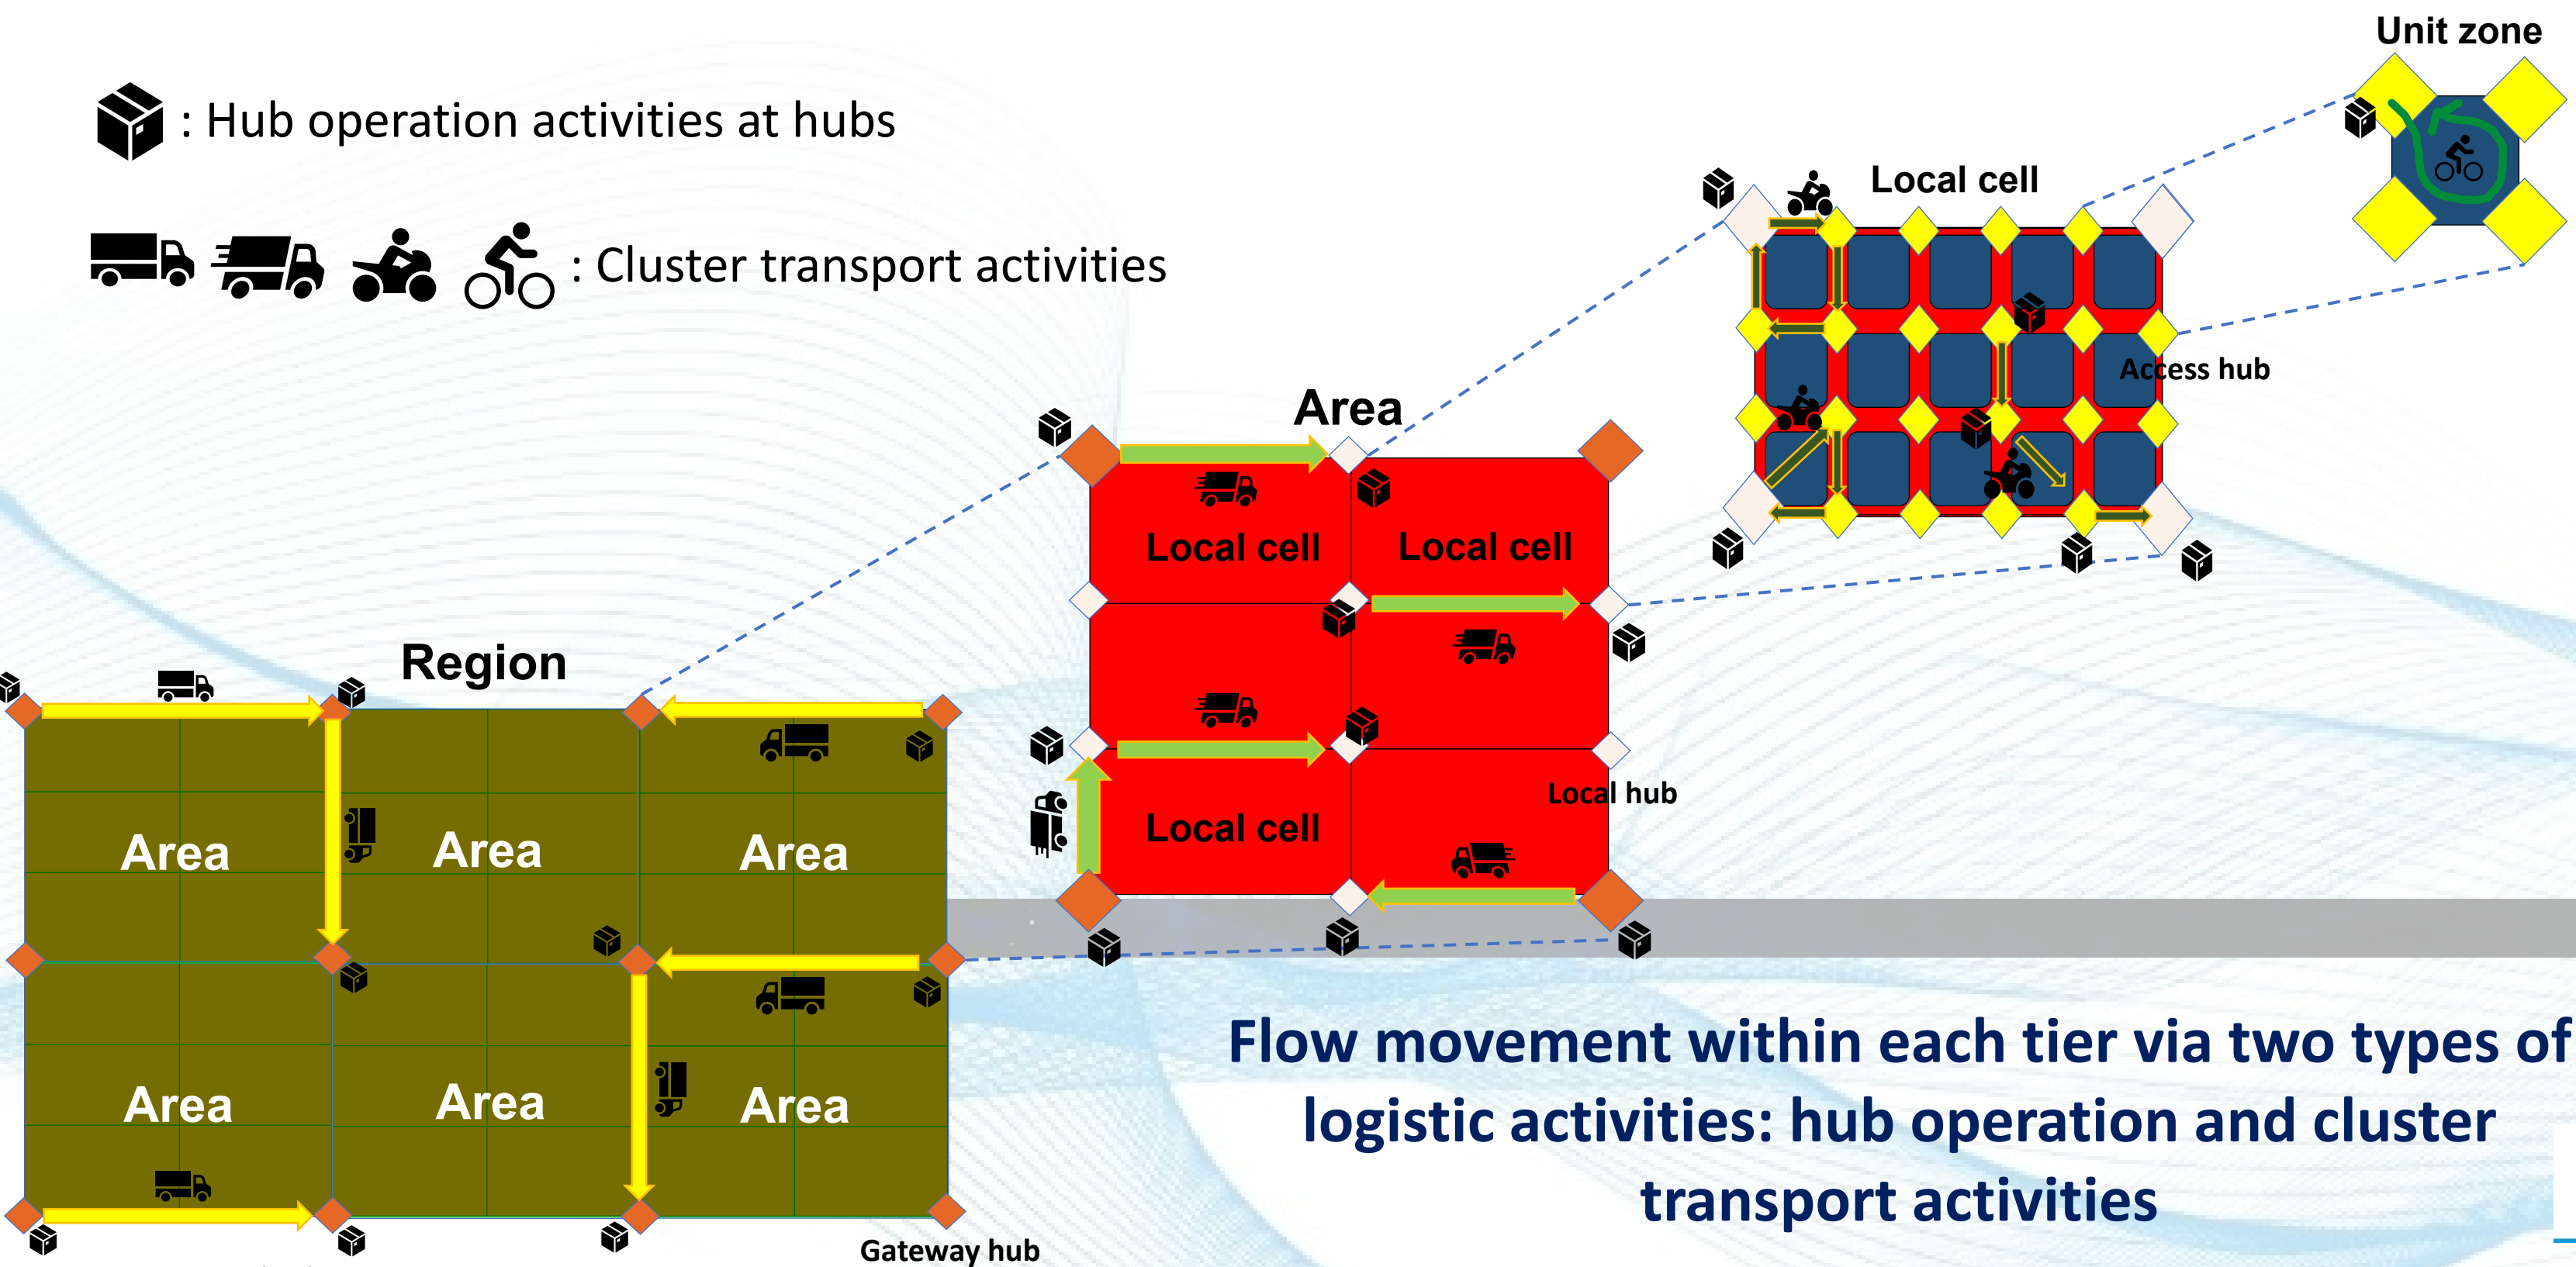 Unit zone
: Hub operation activities at hubs
Local cell
: Cluster transport activities
Access hub
Area
Local cell
Local cell
Region
Local hub
Local cell
Area
Area
Area
Area
Area
Area
Gateway hub
Flow movement within each tier via two types of
logistic activities: hub operation and cluster
transport activities